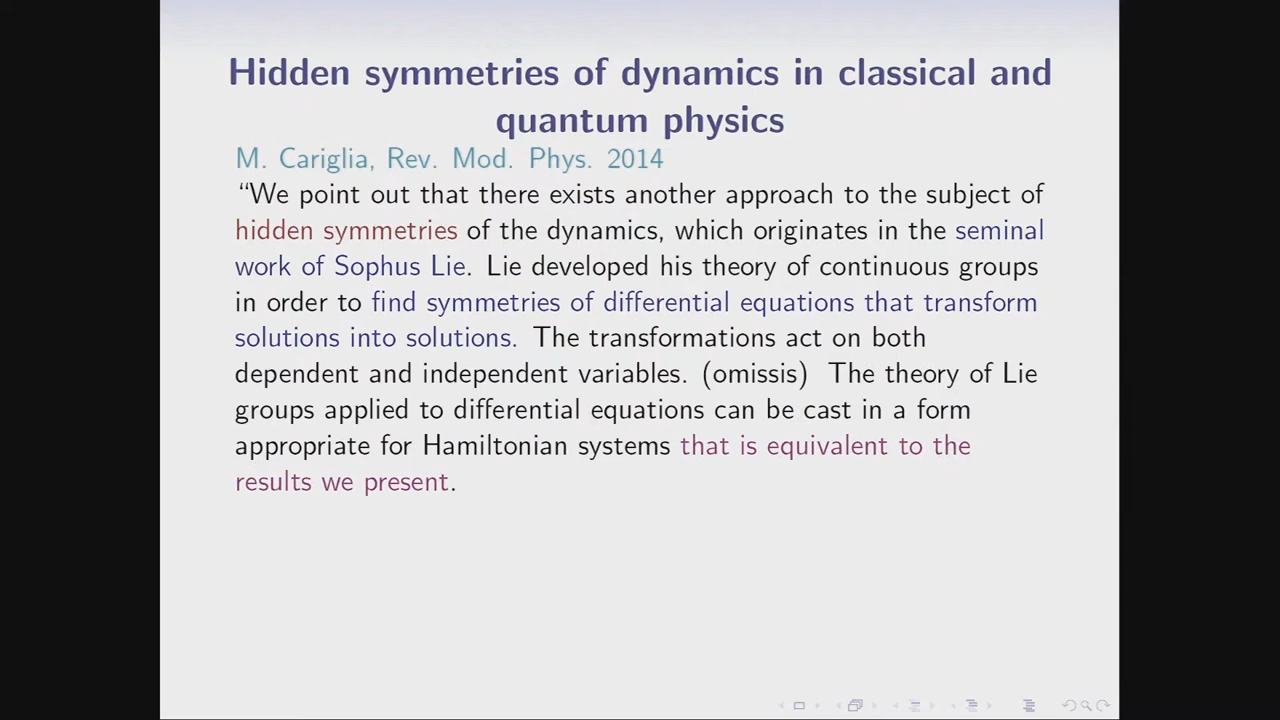 Hidden symmetries of dynamics in classical and
quantum physics
M. Cariglia, Rev. Mod. Phys. 2014
“We point out that there exists another approach to the subject of
hidden symmetries of the dynamics, which originates in the seminal
work of Sophus Lie. Lie developed his theory of continuous groups
in order to find symmetries of differential equations that transform
solutions into solutions. The transformations act on both
dependent and independent variables. (omissis) The theory of Lie
groups applied to differential equations can be cast in a form
appropriate for Hamiltonian systems that is equivalent to the
results we present.